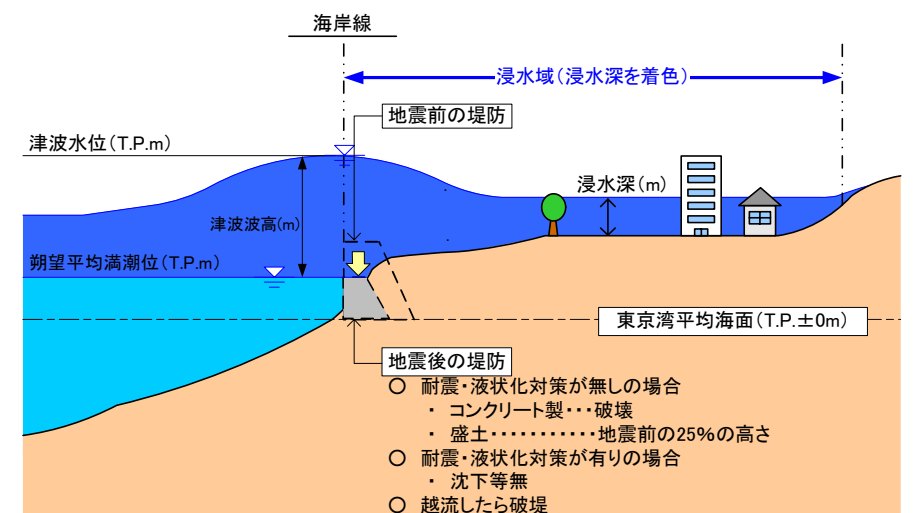 海岸線
浸水域(浸水深を着色)
地震前の堤防
津波水位(T.P.m)
浸水深(m)
津波波高(m)
朔望平均満潮位(T.P.m)
東京湾平均海面(T.P.±0m)
地震後の堤防
○ 耐震・液状化対策が無しの場合
・ コンクリート製・・・破壊
・ 盛土・・・・・・・・・・・地震前の25%の高さ
○ 耐震・液状化対策が有りの場合
・ 沈下等無
○ 越流したら破堤